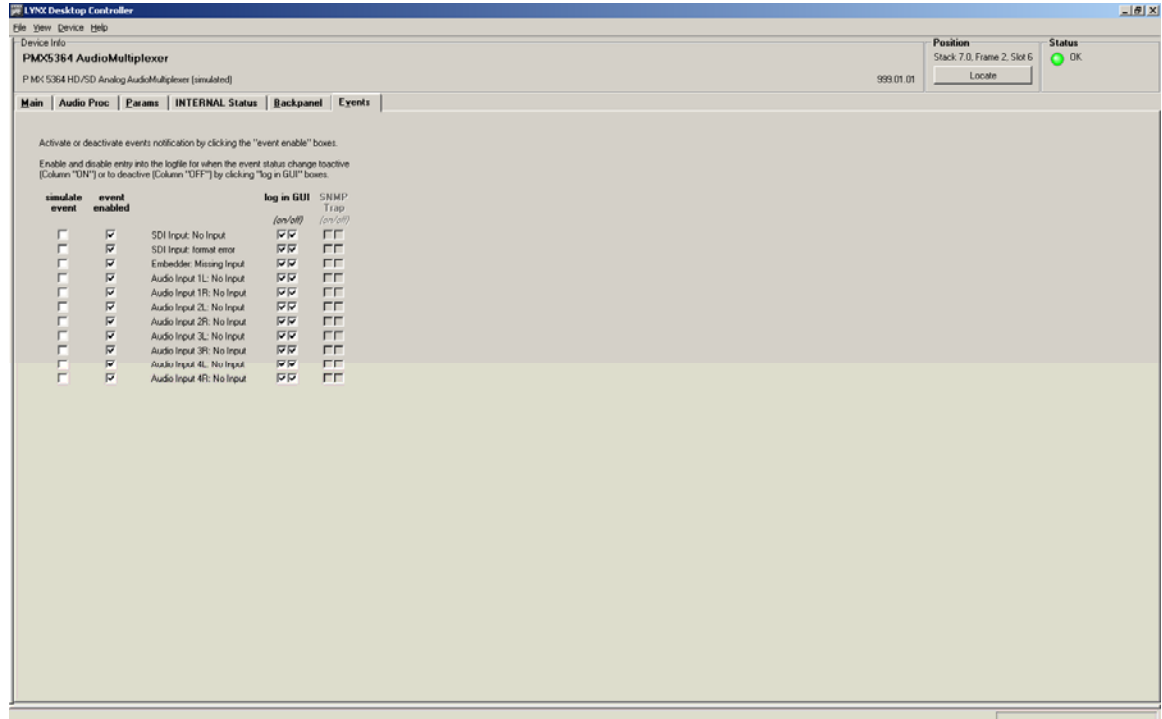 LYNX Desktop Controller
File View Device Help
Device Info
PMX5364 AudioMultiplexer
PMX 5364 HD/SD Analog AudioMultiplexer (simulated)
999.01.01
Position
Stack 7.0, Frame 2, Slot 6
Locate
Status
OK
Main Audio Proc Params INTERNAL Status Backpanel Events
Activate or deactivate events notification by clicking the "event enable" boxes.
Enable and disable entry into the logfile for when the event status change toactive
(Column "ON") or to deactive (Column "OFF") by clicking "log in GUI" boxes.
simulate event
event enabled
log in GUI
(on/off)
SNMP Trap
(on/off)
SDI Input: No Input
SDI Input: format error
Embedder: Missing Input
Audio Input 1L: No Input
Audio Input 1R: No Input
Audio Input 2L: No Input
Audio Input 2R: No Input
Audio Input 3L: No Input
Audio Input 3R: No Input
Audio Input 4L: No Input
Audio Input 4R: No Input